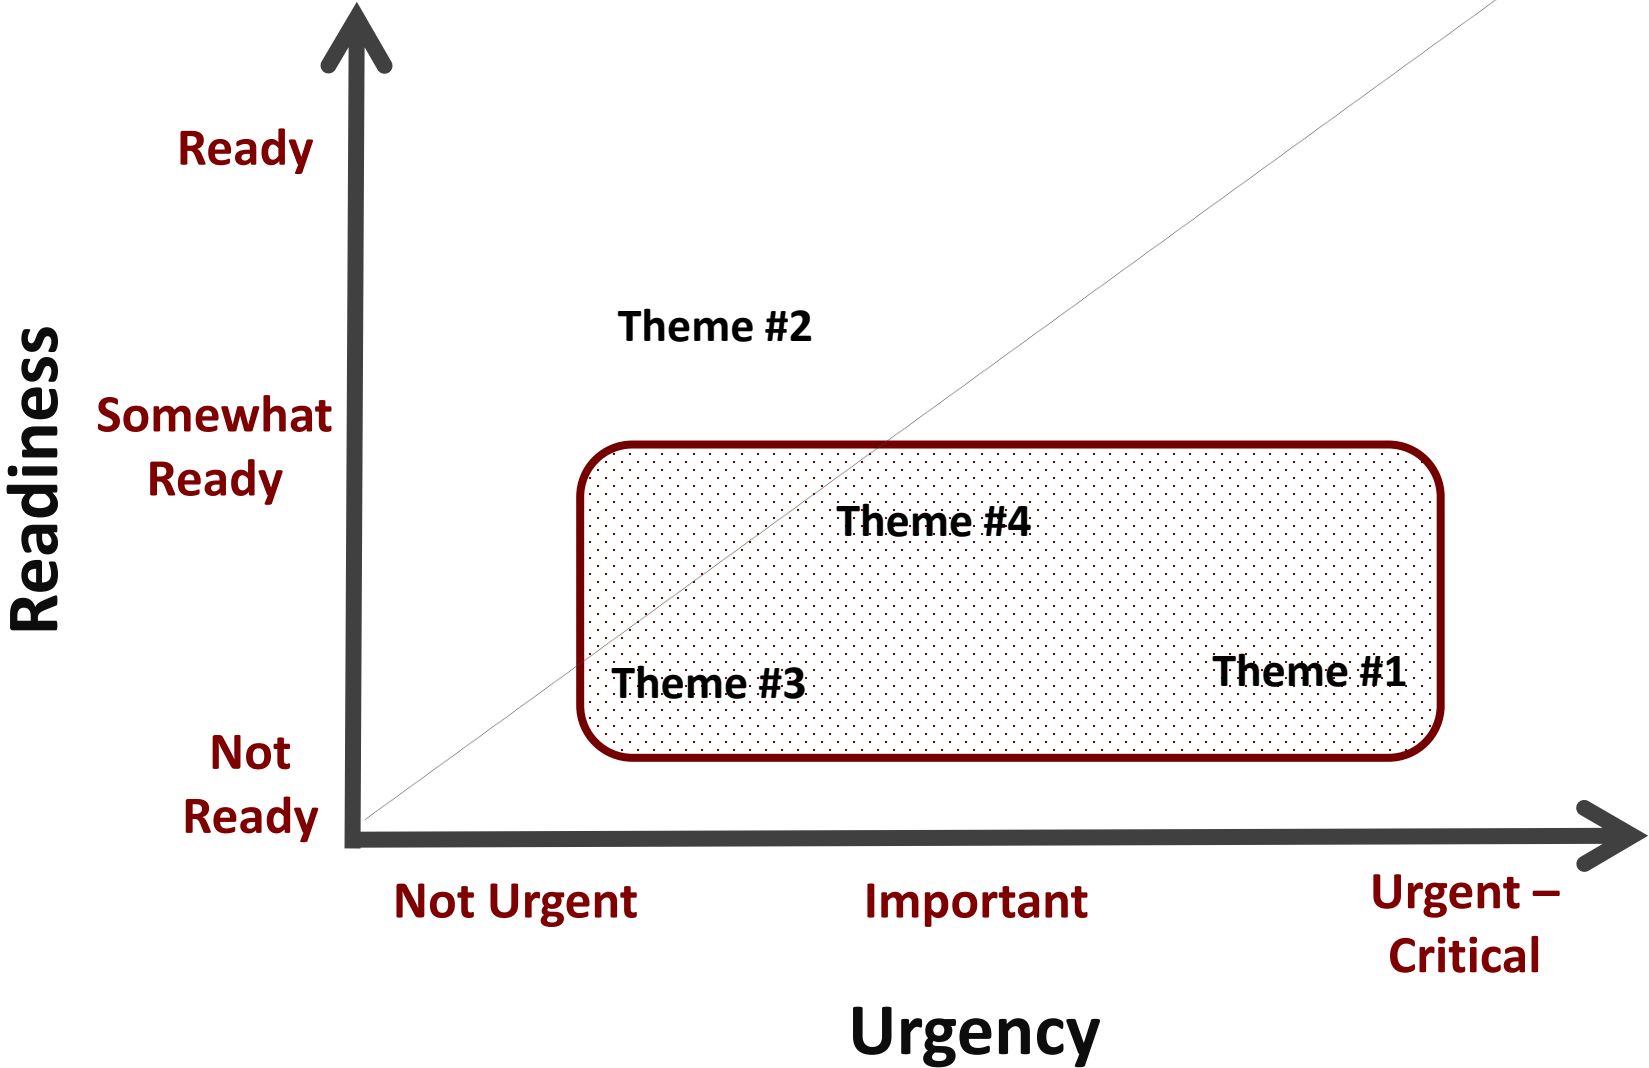 Ready
Theme #2
Readiness
Somewhat
Ready
Theme #4
Theme #3
Theme #1
Not
Ready
Not Urgent
Important
Urgent –
Critical
Urgency